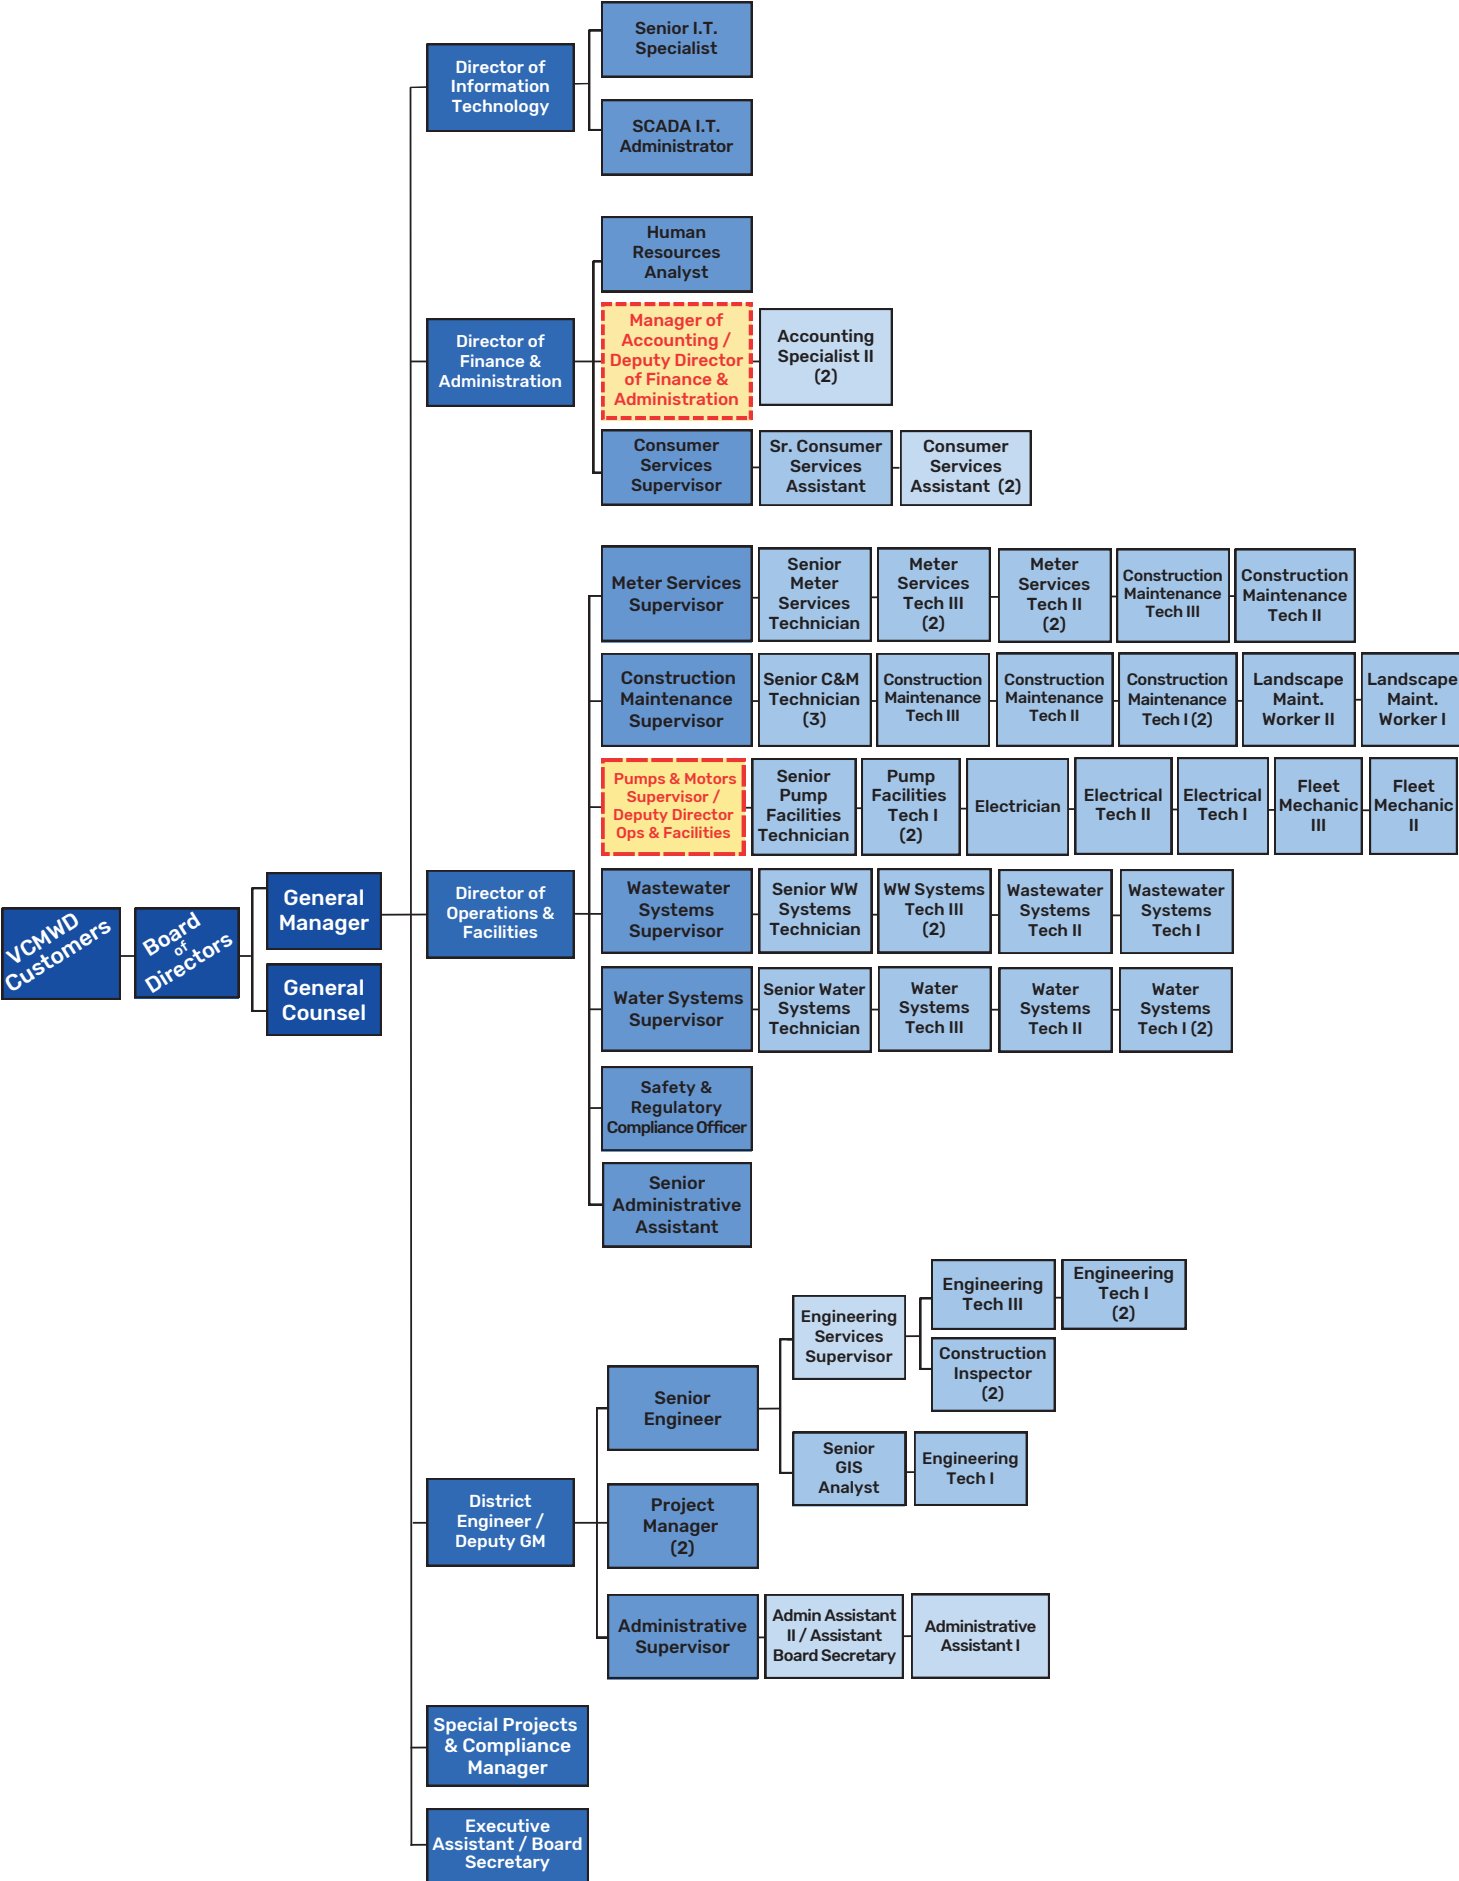 Senior I.T.
Specialist
Director of
Information
Technology
SCADA I.T.
Administrator
Human
Resources
Analyst
Director of
Finance &
Administration
Manager of
Accounting /
Deputy Director
of Finance &
Administration
Accounting
Specialist II
(2)
Consumer
Services
Supervisor
Sr. Consumer
Services
Assistant
Consumer
Services
Assistant (2)
Meter Services
Supervisor
Senior
Meter
Services
Technician
Meter
Services
Tech III
(2)
Meter
Services
Tech II
(2)
Construction
Maintenance
Tech III
Construction
Maintenance
Tech II
Construction
Maintenance
Supervisor
Senior C&M
Technician
(3)
Construction
Maintenance
Tech III
Construction
Maintenance
Tech II
Construction
Maintenance
Tech I (2)
Landscape
Maint.
Worker II
Landscape
Maint.
Worker I
Pumps & Motors
Supervisor /
Deputy Director
Ops & Facilities
Senior
Pump
Facilities
Technician
Pump
Facilities
Tech I
(2)
Electrician
Electrical
Tech II
Electrical
Tech I
Fleet
Mechanic
III
Fleet
Mechanic
II
VCMWD
Customers
Board
of
Directors
General
Manager
General
Counsel
Director of
Operations &
Facilities
Wastewater
Systems
Supervisor
Senior WW
Systems
Technician
WW Systems
Tech III
(2)
Wastewater
Systems
Tech II
Wastewater
Systems
Tech I
Water Systems
Supervisor
Senior Water
Systems
Technician
Water
Systems
Tech III
Water
Systems
Tech II
Water
Systems
Tech I (2)
Safety &
Regulatory
Compliance Officer
Senior
Administrative
Assistant
Engineering
Services
Supervisor
Engineering
Tech III
Engineering
Tech I
(2)
Construction
Inspector
(2)
Senior
Engineer
Senior
GIS
Analyst
Engineering
Tech I
District
Engineer /
Deputy GM
Project
Manager
(2)
Administrative
Supervisor
Admin Assistant
II / Assistant
Board Secretary
Administrative
Assistant I
Special Projects
& Compliance
Manager
Executive
Assistant / Board
Secretary